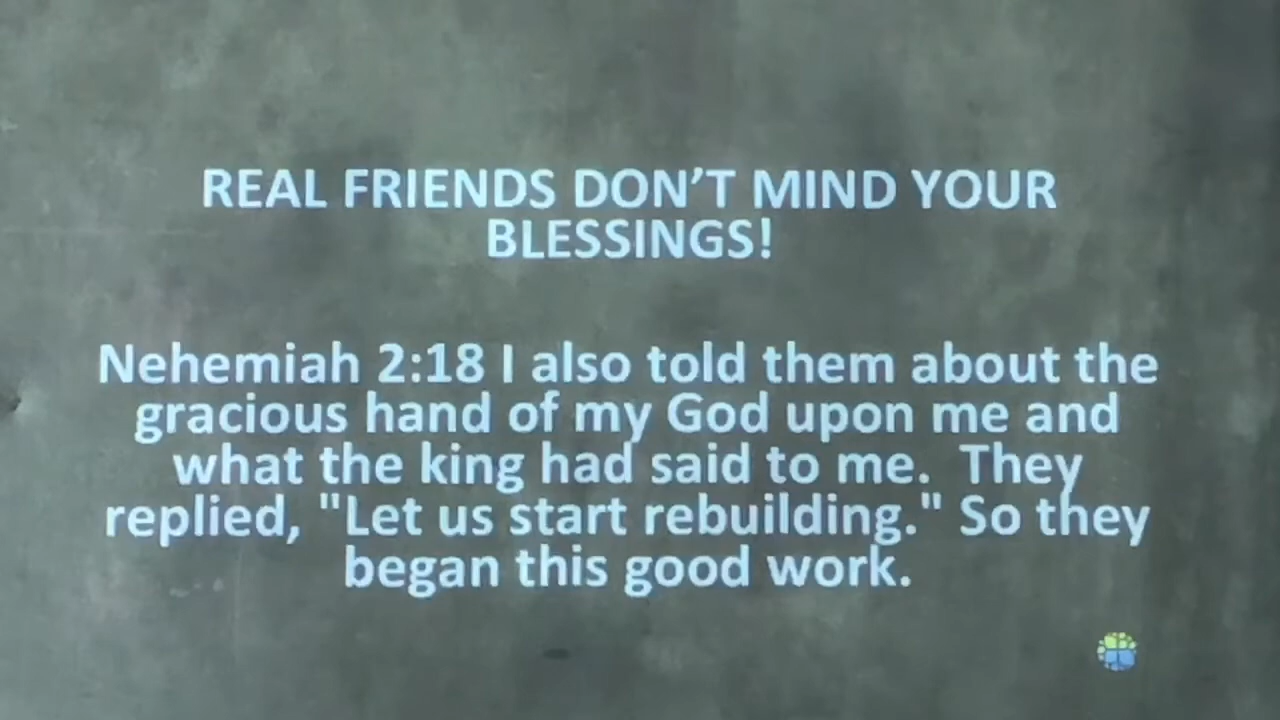 REAL FRIENDS DON’T MIND YOUR
BLESSINGS!
Nehemiah 2:18 I also told them about the
gracious hand of my God upon me and
what the king had said to me.  They
replied, "Let us start rebuilding." So they
began this good work.